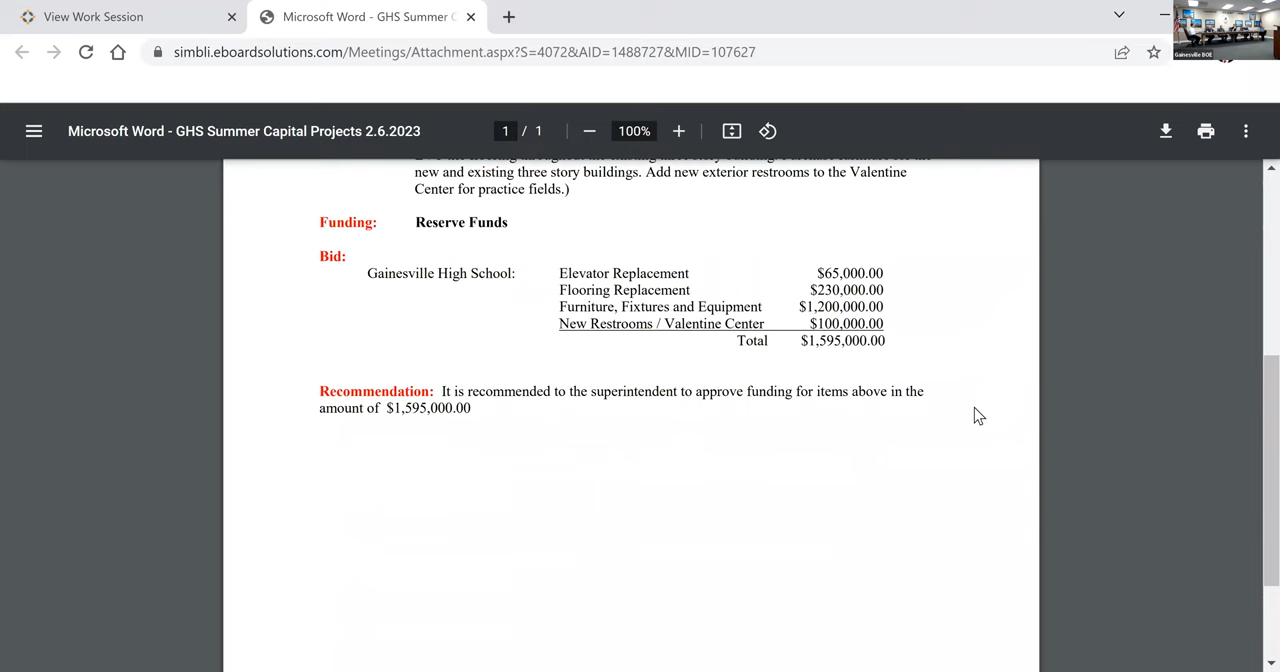 View Work Session
Microsoft Word - GHS Summer C
simbli.eboardsolutions.com/Meetings/Attachment.aspx?S=4072&AID=1488727&MID=107627
Gainesville BOE
Microsoft Word - GHS Summer Capital Projects 2.6.2023
1 / 1
100%
new and existing three story buildings. Add new exterior restrooms to the Valentine
Center for practice fields.)
Funding: Reserve Funds
Bid:
Gainesville High School: Elevator Replacement $65,000.00
Flooring Replacement $230,000.00
Furniture, Fixtures and Equipment $1,200,000.00
New Restrooms / Valentine Center $100,000.00
Total $1,595,000.00
Recommendation: It is recommended to the superintendent to approve funding for items above in the
amount of $1,595,000.00